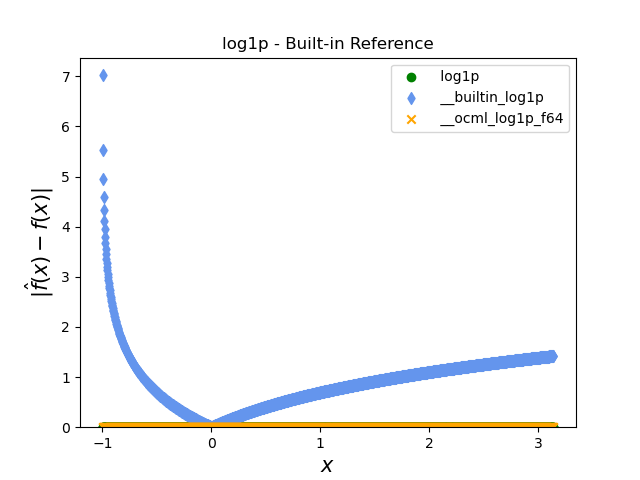 log1p - Built-in Reference
log1p
__builtin_log1p
__ocml_log1p_f64
7
6
5
4
3
2
1
0
|f̂(x) − f(x)|
−1
0
1
2
3
x